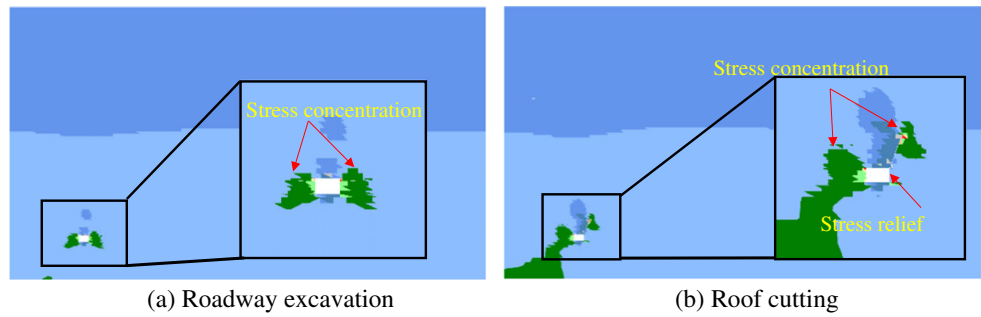 Stress concentration
Stress concentration
Stress relief
(a) Roadway excavation
(b) Roof cutting